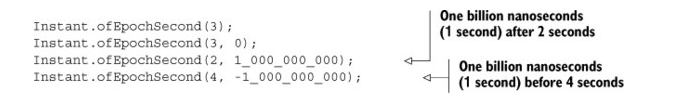 Instant.ofEpochSecond(3);
Instant.ofEpochSecond(3, 0);
Instant.ofEpochSecond(2, 1_000_000_000);
Instant.ofEpochSecond(4, -1_000_000_000);
One billion nanoseconds
(1 second) after 2 seconds
One billion nanoseconds
(1 second) before 4 seconds